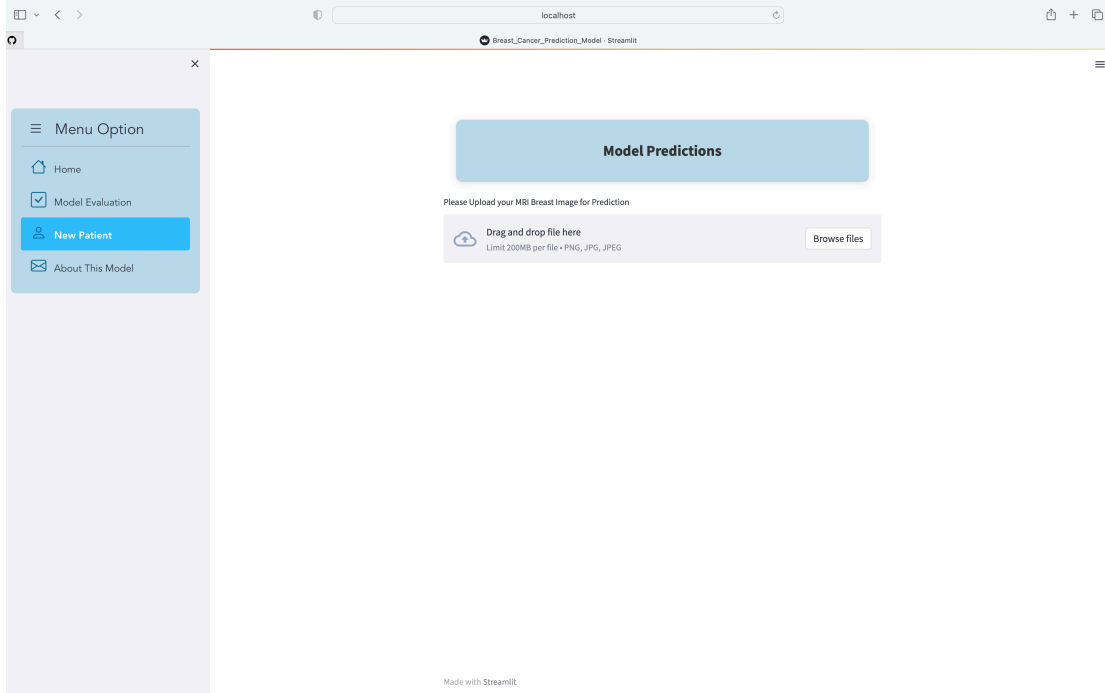 localhost
Breast_Cancer_Prediction_Model · Streamlit
Menu Option
Home
Model Evaluation
New Patient
About This Model
Model Predictions
Please Upload your MRI Breast Image for Prediction
Drag and drop file here
Limit 200MB per file • PNG, JPG, JPEG
Browse files
Made with Streamlit